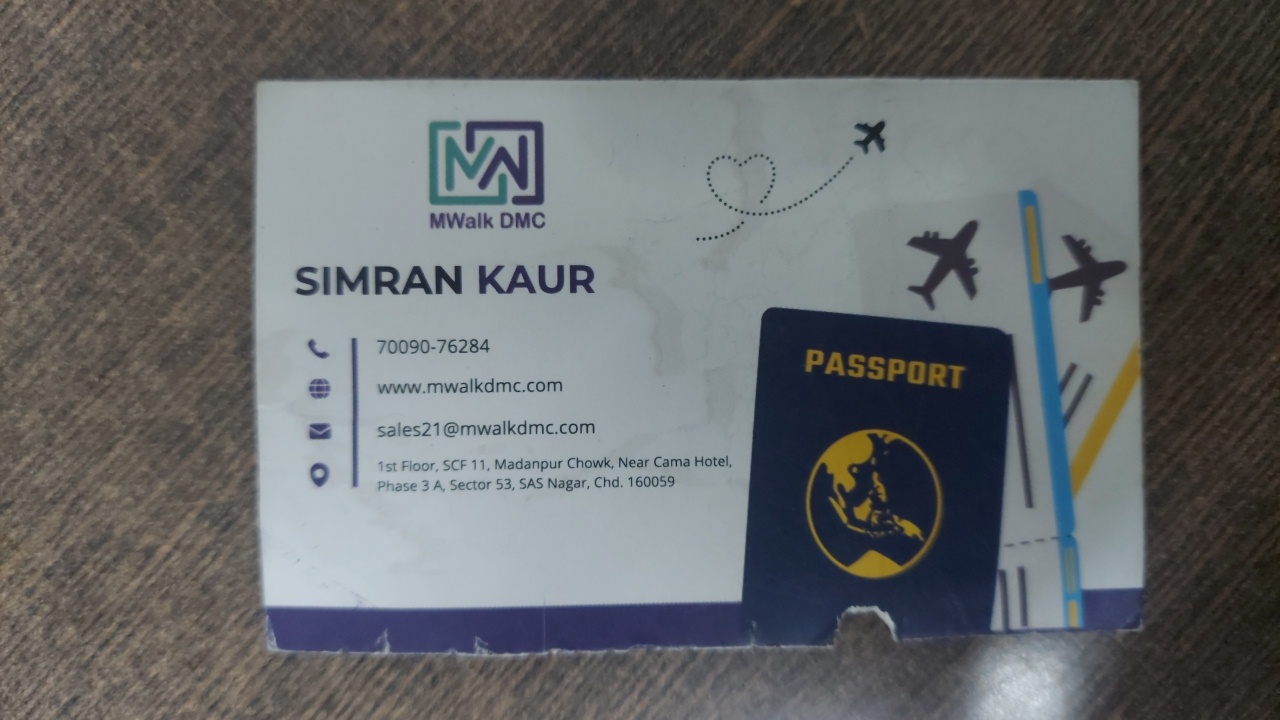 MWalk DMC
SIMRAN KAUR
70090-76284
www.mwalkdmc.com
sales21@mwalkdmc.com
1st Floor, SCF 11, Madanpur Chowk, Near Cama Hotel,
Phase 3 A, Sector 53, SAS Nagar, Chd. 160059
PASSPORT